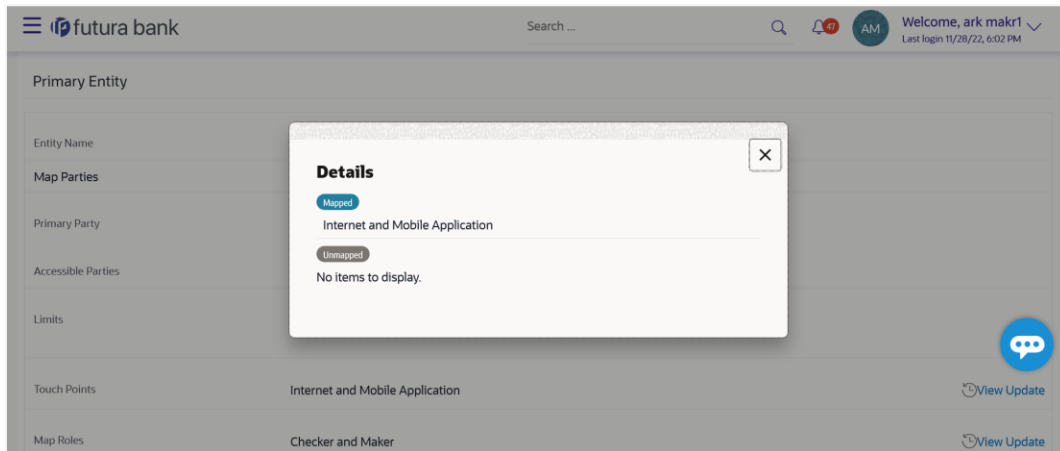 futura bank
Search ...
47
AM
Welcome, ark makr1
Last login 11/28/22, 6:02 PM
Primary Entity
Entity Name
Map Parties
Primary Party
Accessible Parties
Limits
Details
Mapped
Internet and Mobile Application
Unmapped
No items to display.
Touch Points
Internet and Mobile Application
View Update
Map Roles
Checker and Maker
View Update